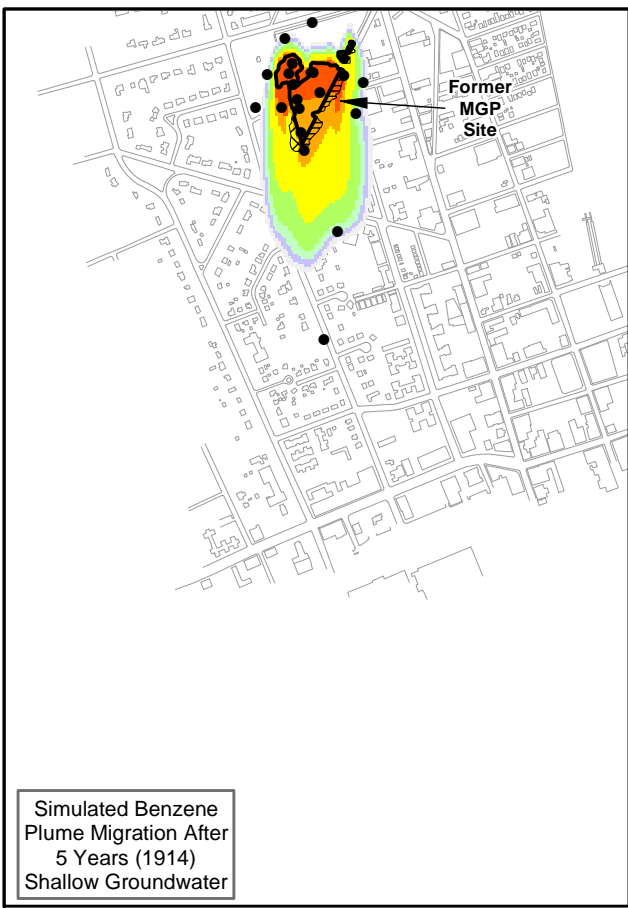 Former
MGP
Site
Simulated Benzene
Plume Migration After
5 Years (1914)
Shallow Groundwater